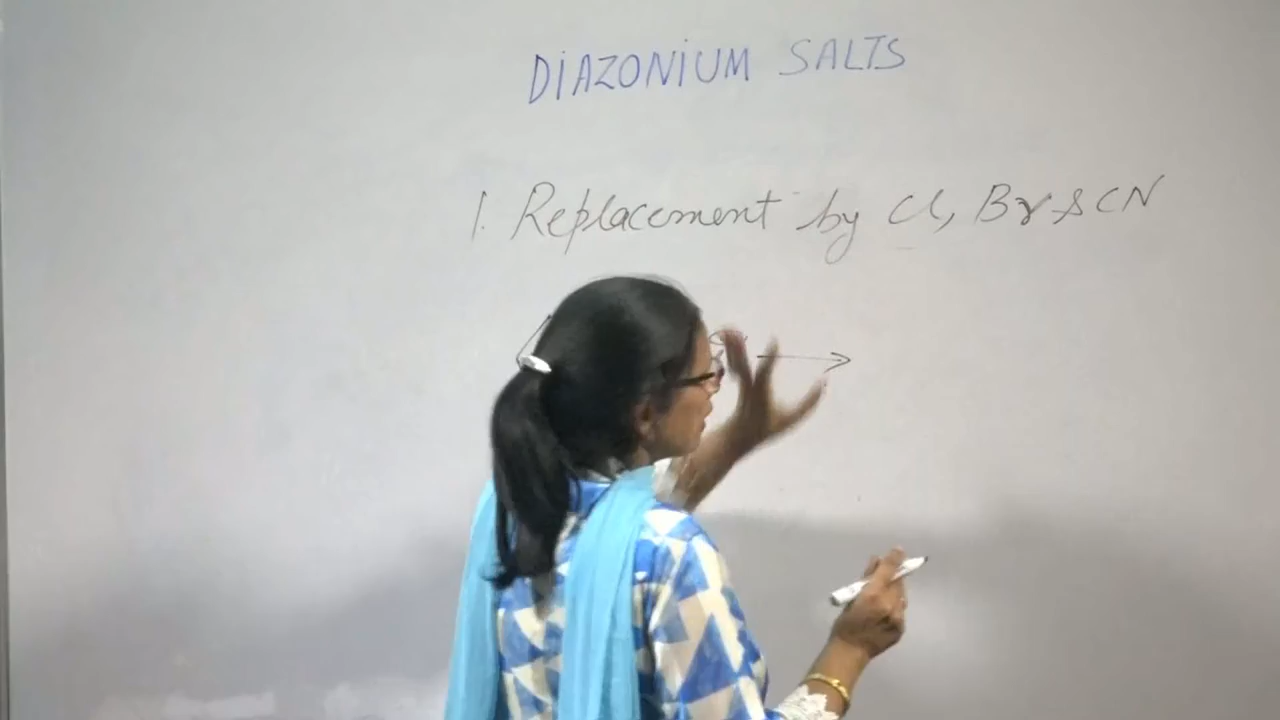 DIAZONIUM SALTS
1. Replacement by Cl, Br & CN